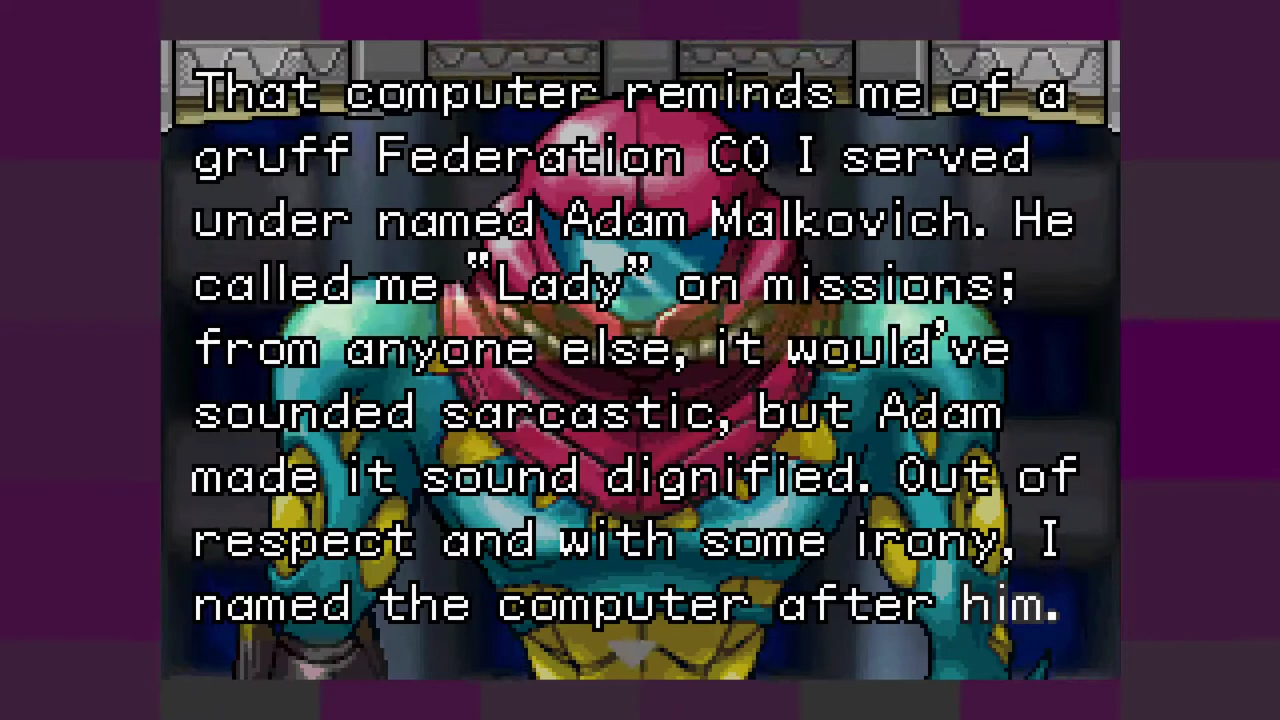 That computer reminds me of a
gruff Federation CO I served
under named Adam Malkovich. He
called me "Lady" on missions;
from anyone else, it would've
sounded sarcastic, but Adam
made it sound dignified. Out of
respect and with some irony, I
named the computer after him.